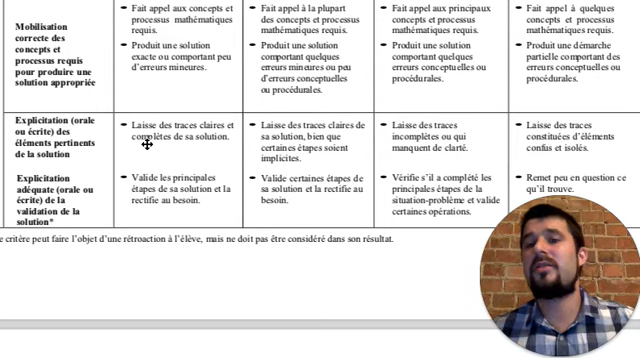 Mobilisation
correcte des
concepts et
processus requis
pour produire une
solution appropriée
Fait appel aux concepts et
processus mathématiques
requis.
Produit une solution
exacte ou comportant peu
d'erreurs mineures.
Fait appel à la plupart
des concepts et processus
mathématiques requis.
Produit une solution
comportant quelques
erreurs mineures ou peu
d'erreurs conceptuelles
ou procédurales.
Fait appel aux principaux
concepts et processus
mathématiques requis.
Produit une solution
comportant quelques
erreurs conceptuelles ou
procédurales.
Fait appel à quelques
concepts et processus
mathématiques requis.
Produit une démarche
partielle comportant des
erreurs conceptuelles ou
procédurales.
Explicitation (orale
ou écrite) des
éléments pertinents
de la solution
Laisse des traces claires et
complètes de sa solution.
Laisse des traces claires de
sa solution, bien que
certaines étapes soient
implicites.
Laisse des traces
incomplètes ou qui
manquent de clarté.
Laisse des traces
constituées d'éléments
confus et isolés.
Explicitation
adéquate (orale ou
écrite) de la
validation de la
solution*
Valide les principales
étapes de sa solution et la
rectifie au besoin.
Valide certaines étapes de
sa solution et la rectifie au
besoin.
Vérifie s'il a complété les
principales étapes de la
situation-problème et valide
certaines opérations.
Remet peu en question ce
qu'il trouve.
e critère peut faire l'objet d'une rétroaction à l'élève, mais ne doit pas être considéré dans son résultat.